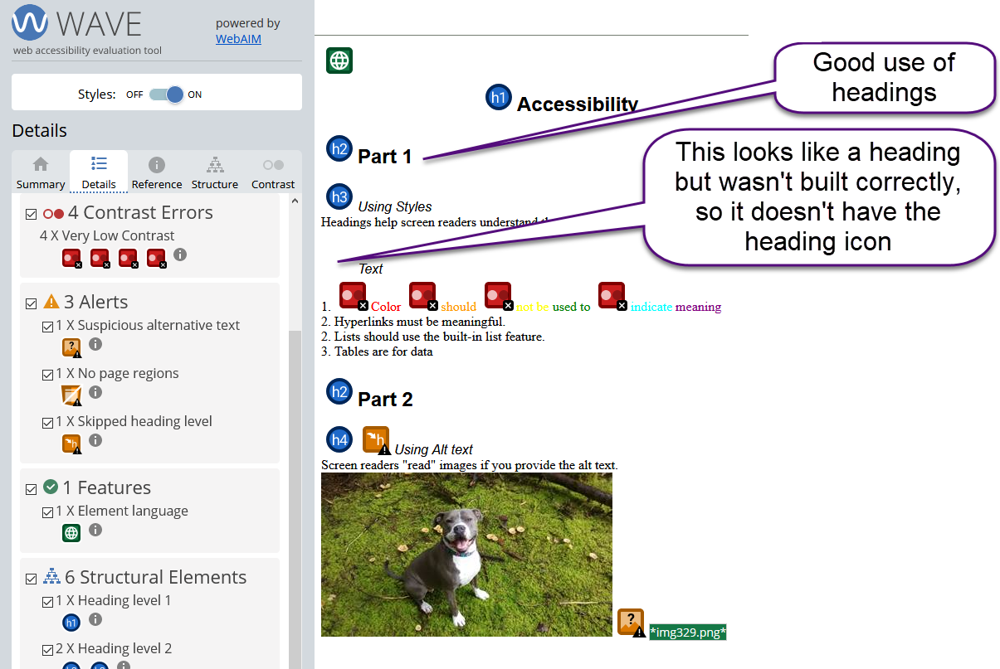 WAVE
powered by
WebAIM
web accessibility evaluation tool
Styles: OFF ON
Details
Summary Details Reference Structure Contrast
4 Contrast Errors
4 X Very Low Contrast
3 Alerts
1 X Suspicious alternative text
1 X No page regions
1 X Skipped heading level
1 Features
1 X Element language
6 Structural Elements
1 X Heading level 1
h1
2 X Heading level 2
Good use of
headings
h1 Accessibility
h2 Part 1
This looks like a heading
but wasn't built correctly,
so it doesn't have the
heading icon
h3 Using Styles
Headings help screen readers understand
Text
1. Color should not be used to indicate meaning
2. Hyperlinks must be meaningful.
2. Lists should use the built-in list feature.
3. Tables are for data
h2 Part 2
h4 h Using Alt text
Screen readers "read" images if you provide the alt text.
*img329.png*